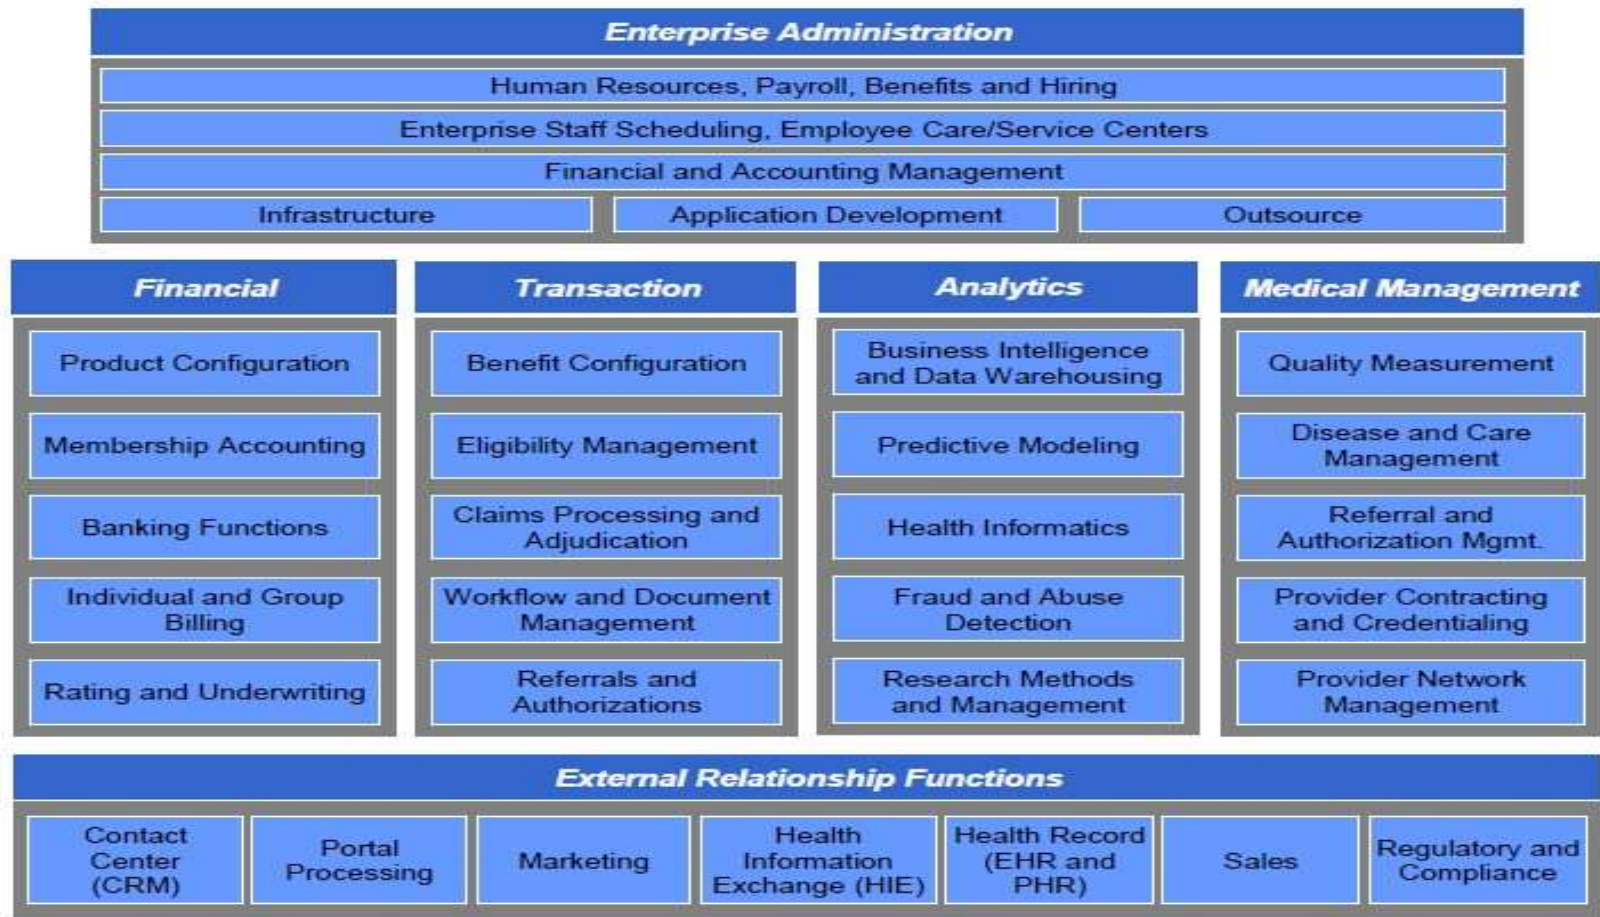 Enterprise Administration
Human Resources, Payroll, Benefits and Hiring
Enterprise Staff Scheduling, Employee Care/Service Centers
Financial and Accounting Management
Infrastructure
Application Development
Outsource
Financial
Product Configuration
Membership Accounting
Banking Functions
Individual and Group
Billing
Rating and Underwriting
Transaction
Benefit Configuration
Eligibility Management
Claims Processing and
Adjudication
Workflow and Document
Management
Referrals and
Authorizations
Analytics
Business Intelligence
and Data Warehousing
Predictive Modeling
Health Informatics
Fraud and Abuse
Detection
Research Methods
and Management
Medical Management
Quality Measurement
Disease and Care
Management
Referral and
Authorization Mgmt.
Provider Contracting
and Credentialing
Provider Network
Management
External Relationship Functions
Contact
Center
(CRM)
Portal
Processing
Marketing
Health
Information
Exchange (HIE)
Health Record
(EHR and
PHR)
Sales
Regulatory and
Compliance